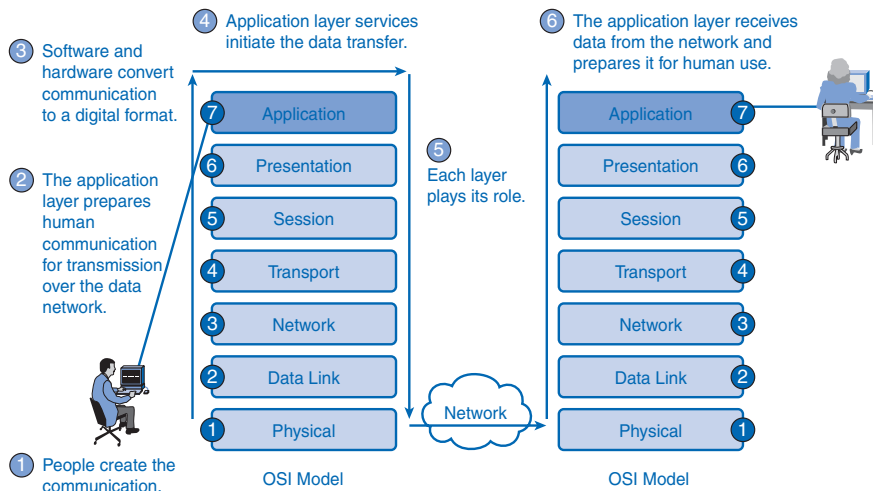 4 Application layer services
initiate the data transfer.
6 The application layer receives
data from the network and
prepares it for human use.
3 Software and
hardware convert
communication
to a digital format.
2 The application
layer prepares
human
communication
for transmission
over the data
network.
1 People create the
communication.
7 Application
6 Presentation
5 Session
4 Transport
3 Network
2 Data Link
1 Physical
OSI Model
5
Each layer
plays its role.
Network
Application 7
Presentation 6
Session 5
Transport 4
Network 3
Data Link 2
Physical 1
OSI Model